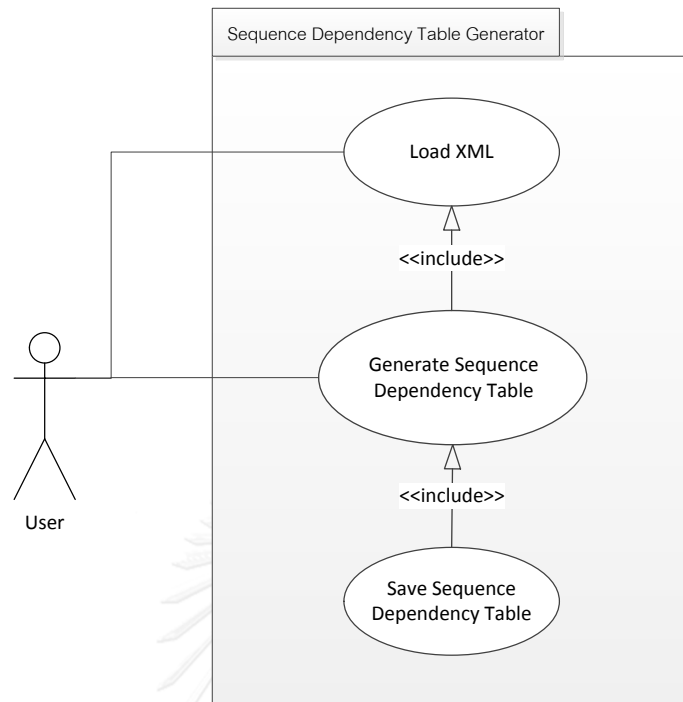 Sequence Dependency Table Generator
Load XML
<<include>>
Generate Sequence
Dependency Table
<<include>>
User
Save Sequence
Dependency Table